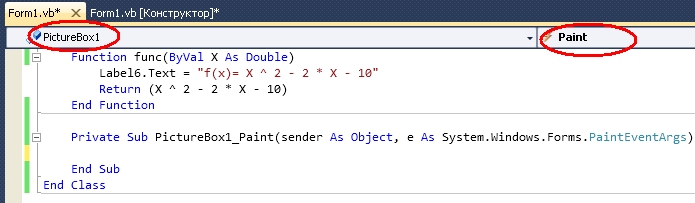 Form1.vb* Form1.vb [Конструктор]*
PictureBox1 Paint
Function func(ByVal X As Double)
Label6.Text = "f(x)= X ^ 2 - 2 * X - 10"
Return (X ^ 2 - 2 * X - 10)
End Function
Private Sub PictureBox1_Paint(sender As Object, e As System.Windows.Forms.PaintEventArgs)
End Sub
End Class